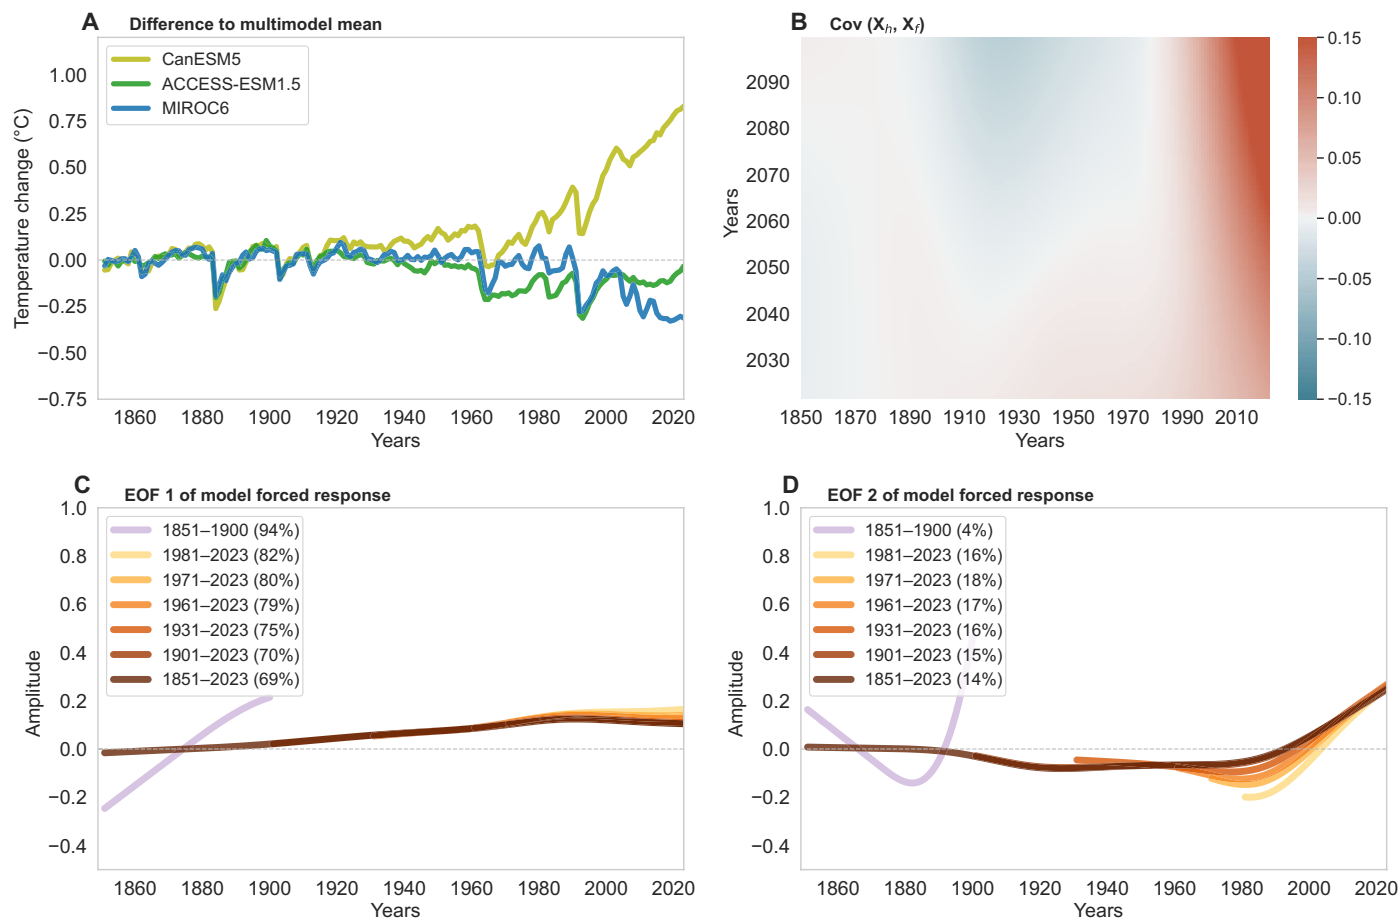 A Difference to multimodel mean
CanESM5
ACCESS-ESM1.5
MIROC6
Temperature change (°C)
1.00
0.75
0.50
0.25
0.00
−0.25
−0.50
−0.75
1860 1880 1900 1920 1940 1960 1980 2000 2020
Years
B Cov (X_h, X_f)
Years
2090
2080
2070
2060
2050
2040
2030
1850 1870 1890 1910 1930 1950 1970 1990 2010
Years
0.15
0.10
0.05
0.00
−0.05
−0.10
−0.15
C EOF 1 of model forced response
1851–1900 (94%)
1981–2023 (82%)
1971–2023 (80%)
1961–2023 (79%)
1931–2023 (75%)
1901–2023 (70%)
1851–2023 (69%)
Amplitude
1.0
0.8
0.6
0.4
0.2
0.0
−0.2
−0.4
1860 1880 1900 1920 1940 1960 1980 2000 2020
Years
D EOF 2 of model forced response
1851–1900 (4%)
1981–2023 (16%)
1971–2023 (18%)
1961–2023 (17%)
1931–2023 (16%)
1901–2023 (15%)
1851–2023 (14%)
Amplitude
1.0
0.8
0.6
0.4
0.2
0.0
−0.2
−0.4
1860 1880 1900 1920 1940 1960 1980 2000 2020
Years